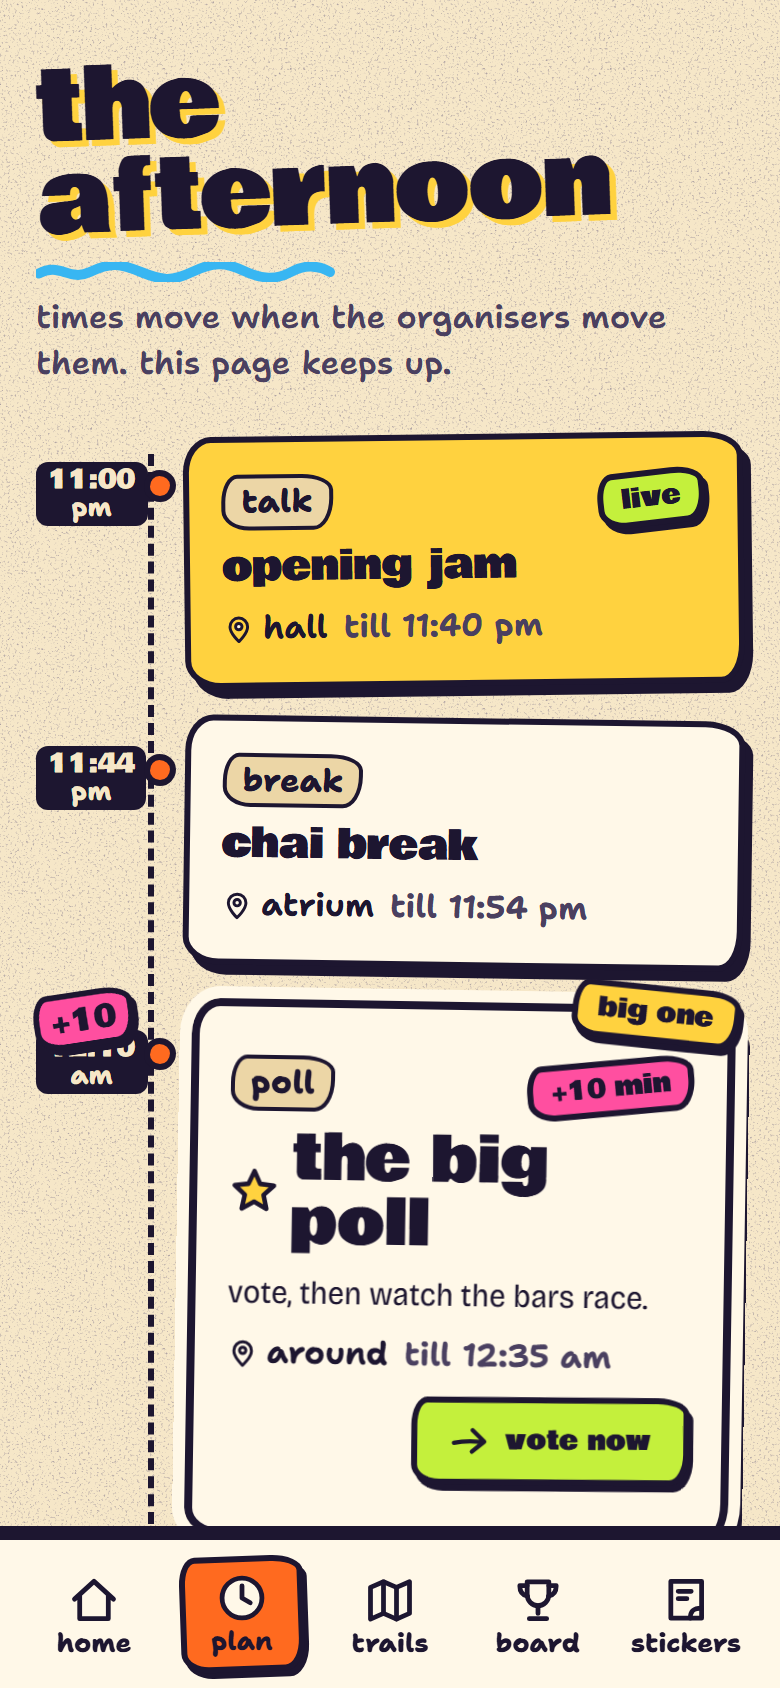 the
afternoon
times move when the organisers move
them. this page keeps up.
11:00
pm
talk
live
opening jam
hall till 11:40 pm
11:44
pm
break
chai break
atrium till 11:54 pm
+10
am
big one
poll
+10 min
the big
poll
vote, then watch the bars race.
around till 12:35 am
→ vote now
home
plan
trails
board
stickers